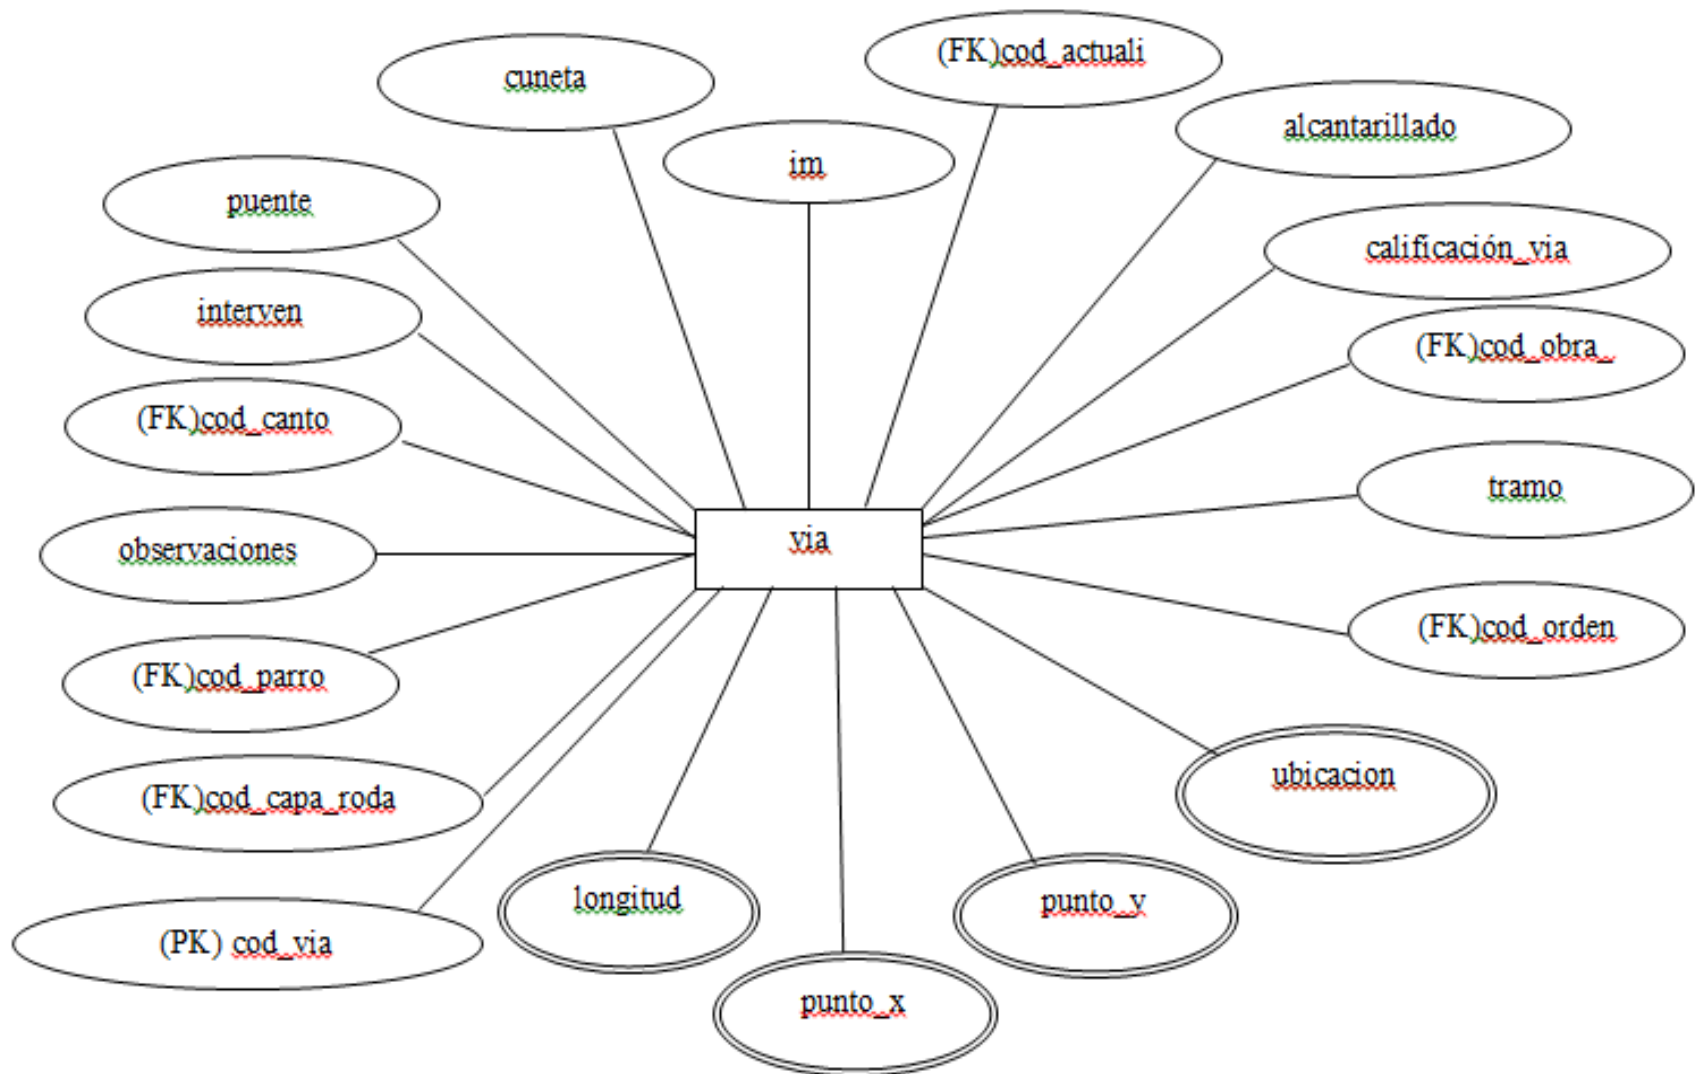 (FK)cod_actuali
cuneta
alcantarillado
im
puente
calificación_via
interven
(FK)cod_obra_
(FK)cod_canto
tramo
via
observaciones
(FK)cod_orden
(FK)cod_parro
ubicacion
(FK)cod_capa_roda
longitud
punto_y
(PK) cod_via
punto_x